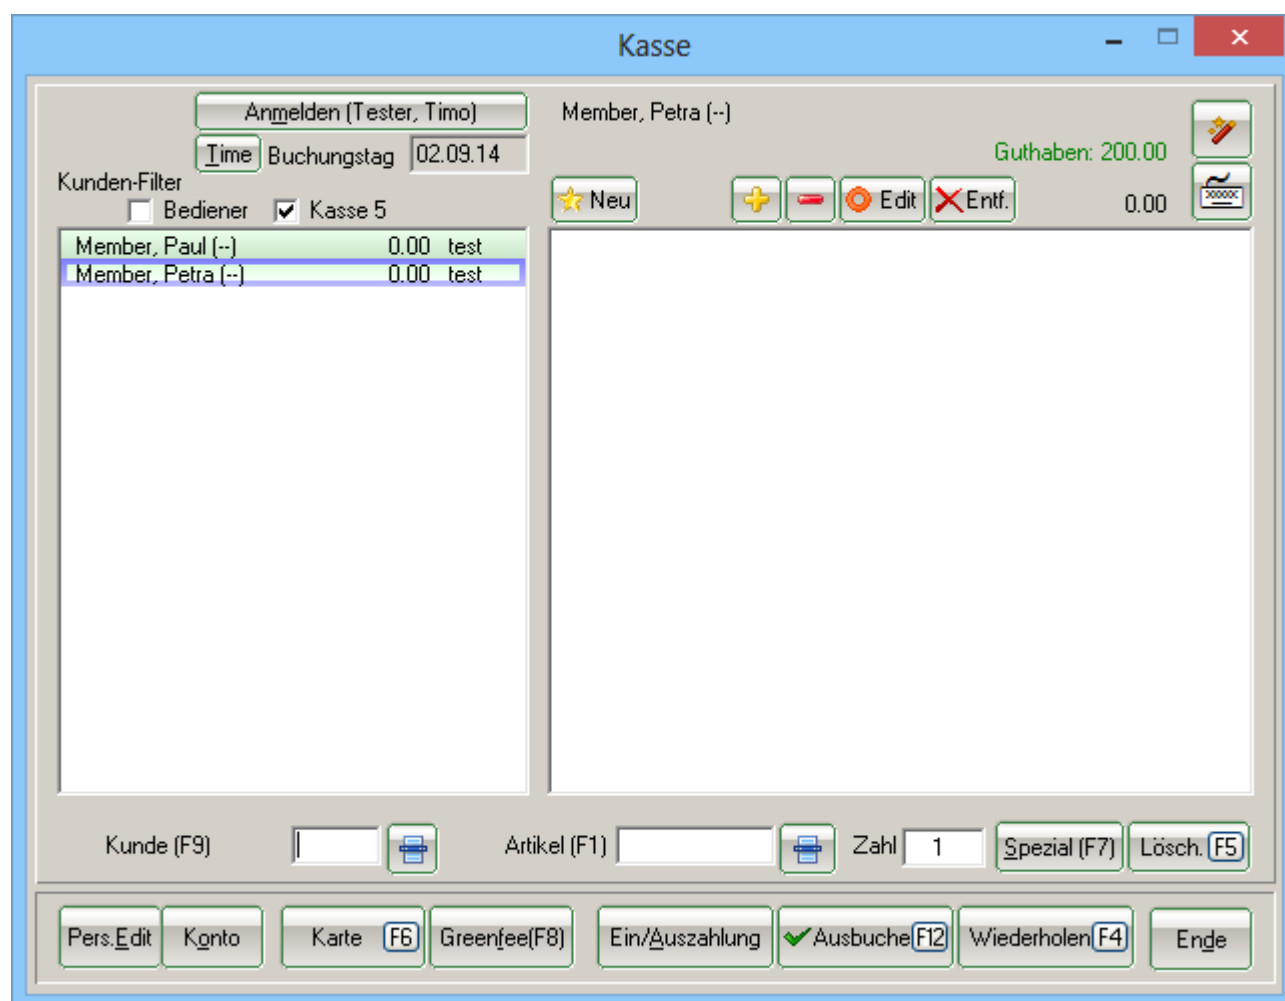 Kasse
Anmelden (Tester, Timo)
Member, Petra (--)
Time Buchungstag 02.09.14
Guthaben: 200.00
Kunden-Filter
Bediener Kasse 5
Neu Edit Entf. 0.00
Member, Paul (--) 0.00 test
Member, Petra (--) 0.00 test
Kunde (F9) Artikel (F1) Zahl 1 Spezial (F7) Lösch. F5
Pers.Edit Konto Karte F6 Greenfee(F8) Ein/Auszahlung Ausbuche F12 Wiederholen F4 Ende